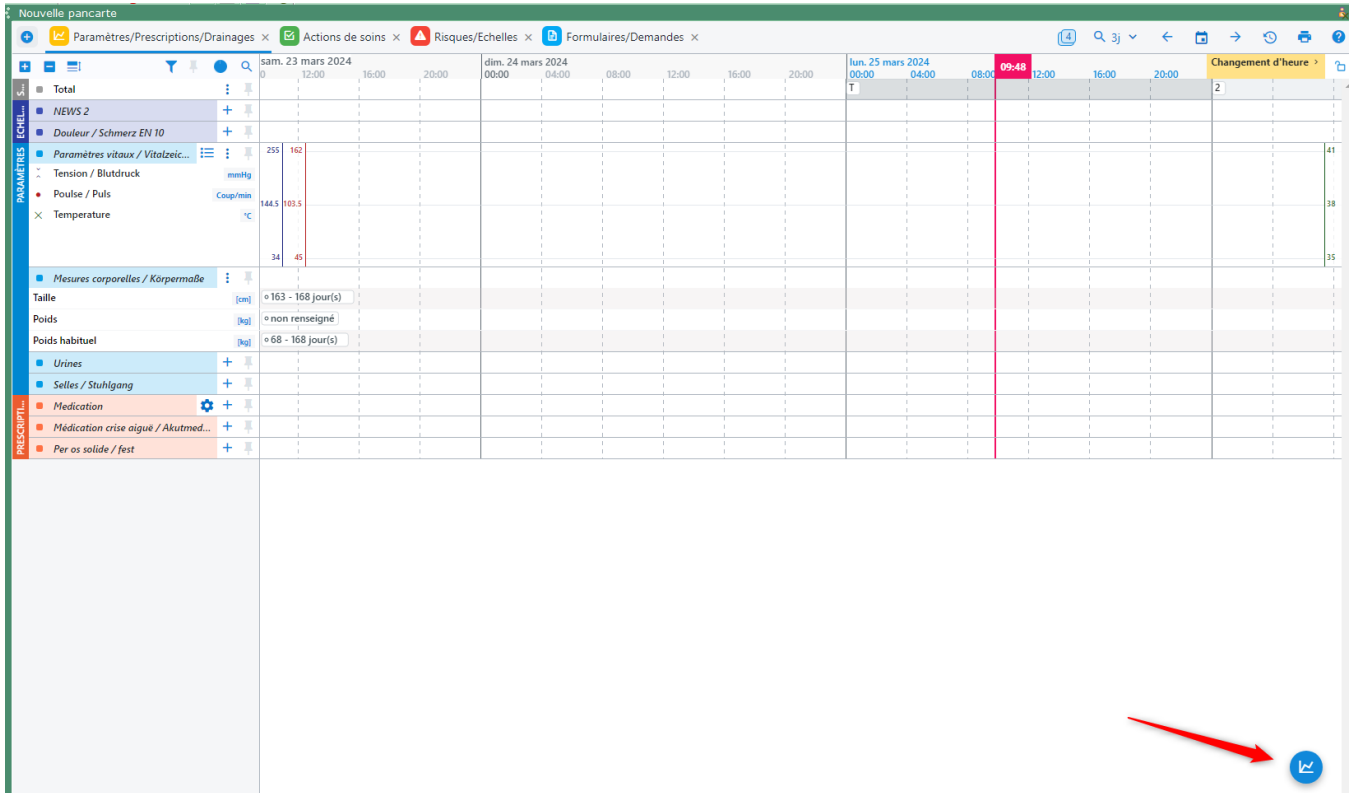 Nouvelle pancarte
Paramètres/Prescriptions/Drainages × Actions de soins × Risques/Echelles × Formulaires/Demandes ×
4 3j
sam. 23 mars 2024 dim. 24 mars 2024 lun. 25 mars 2024 09:48 Changement d'heure >
0 12:00 16:00 20:00 00:00 04:00 08:00 12:00 16:00 20:00 00:00 04:00 08:00 12:00 16:00 20:00
S... Total T 2
ECHEL... NEWS 2
Douleur / Schmerz EN 10
PARAMÈTRES Paramètres vitaux / Vitalzeic... 255 162 41
Tension / Blutdruck mmHg
Poulse / Puls Coup/min 144.5 103.5 38
Temperature °C
34 45 35
Mesures corporelles / Körpermaße
Taille [cm] 163 - 168 jour(s)
Poids [kg] non renseigné
Poids habituel [kg] 68 - 168 jour(s)
Urines
Selles / Stuhlgang
PRESCRIPTI... Medication
Médication crise aiguë / Akutmed...
Per os solide / fest